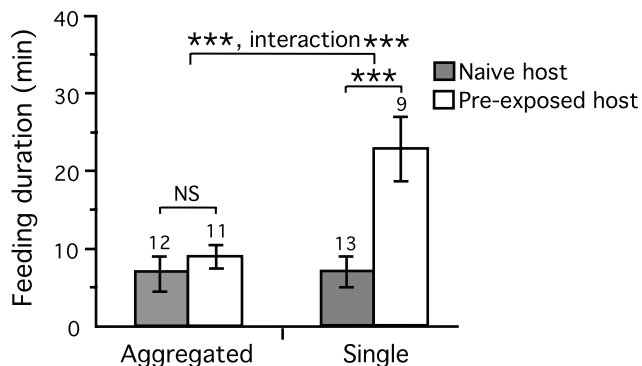 Feeding duration (min)
40
30
20
10
0
***, interaction***
***
NS
12
11
13
9
Naive host
Pre-exposed host
Aggregated
Single